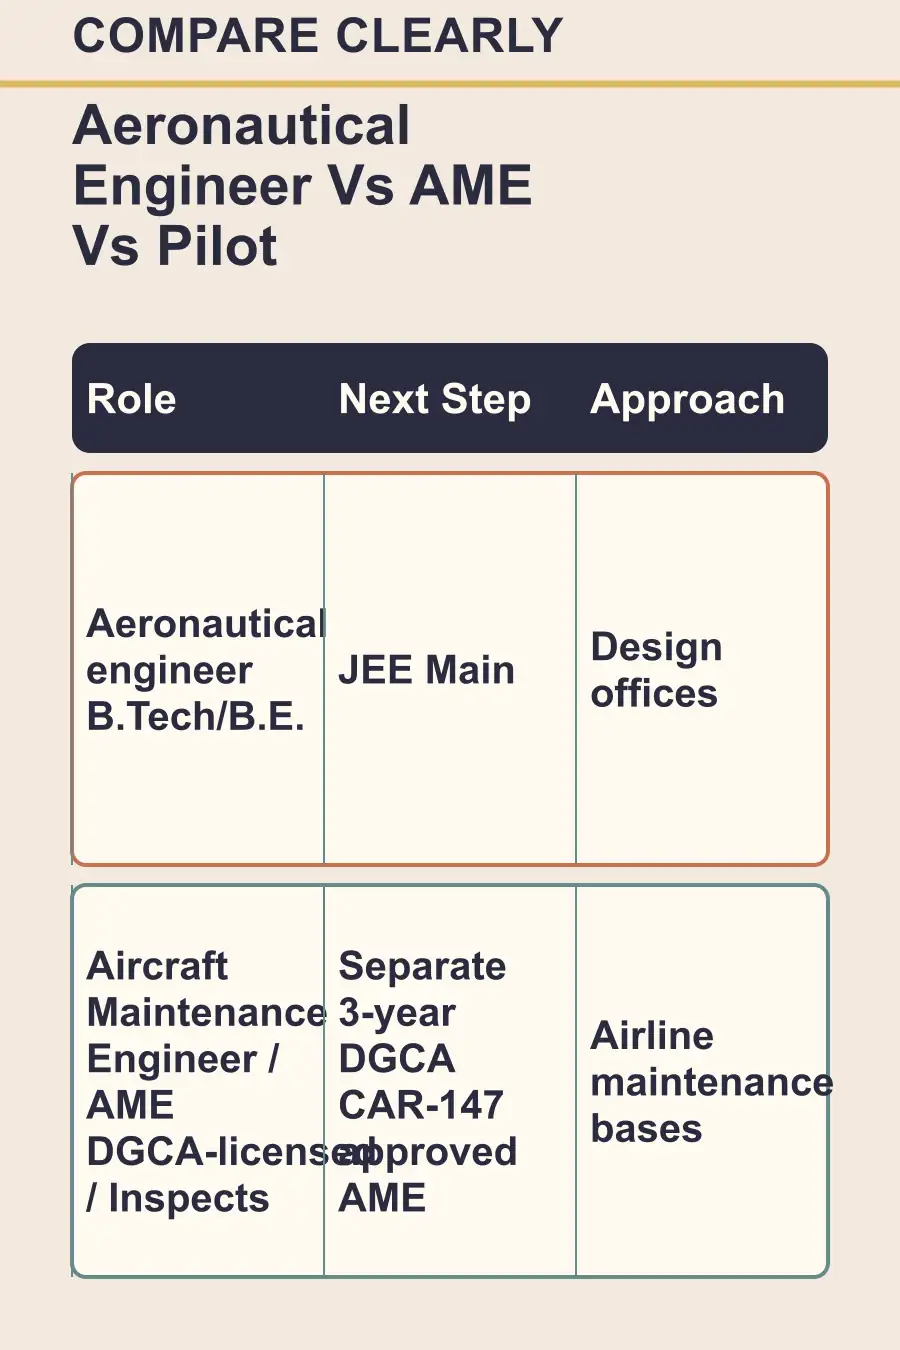 COMPARE CLEARLY
Aeronautical
Engineer Vs AME
Vs Pilot
Role
Next Step
Approach
Aeronautical
engineer
B.Tech/B.E.
JEE Main
Design
offices
Aircraft
Maintenance
Engineer /
AME
DGCA-licensed
/ Inspects
Separate
3-year
DGCA
CAR-147
approved
AME
Airline
maintenance
bases